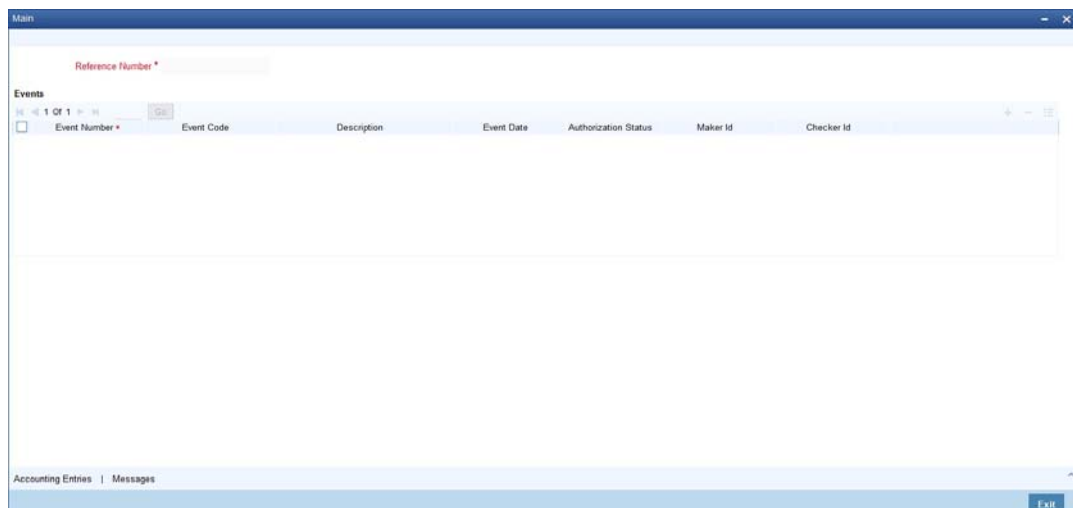 Main
Reference Number *
Events
1 Of 1 Go
Event Number * Event Code Description Event Date Authorization Status Maker Id Checker Id
Accounting Entries | Messages
Exit